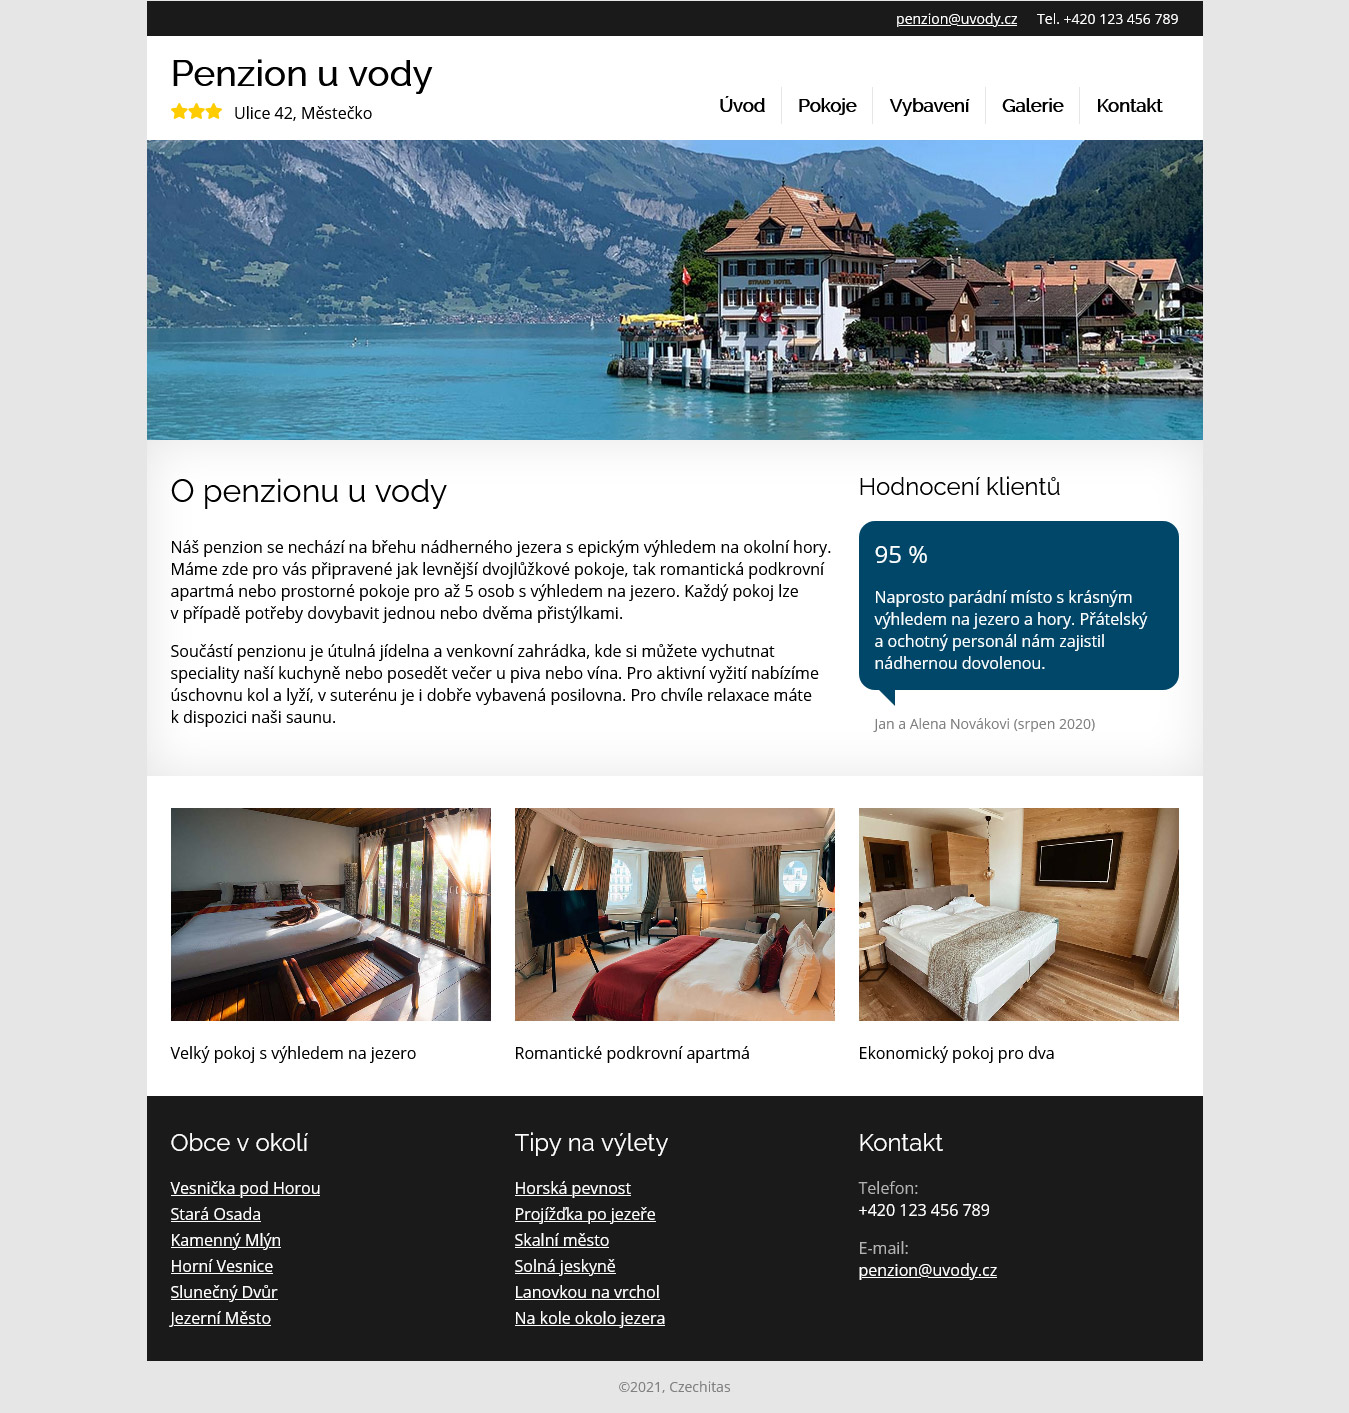 penzion@uvody.cz Tel. +420 123 456 789
Penzion u vody
Ulice 42, Městečko
Úvod Pokoje Vybavení Galerie Kontakt
STRAND HOTEL
O penzionu u vody
Náš penzion se nechází na břehu nádherného jezera s epickým výhledem na okolní hory.
Máme zde pro vás připravené jak levnější dvojlůžkové pokoje, tak romantická podkrovní
apartmá nebo prostorné pokoje pro až 5 osob s výhledem na jezero. Každý pokoj lze
v případě potřeby dovybavit jednou nebo dvěma přistýlkami.
Součástí penzionu je útulná jídelna a venkovní zahrádka, kde si můžete vychutnat
speciality naší kuchyně nebo posedět večer u piva nebo vína. Pro aktivní vyžití nabízíme
úschovnu kol a lyží, v suterénu je i dobře vybavená posilovna. Pro chvíle relaxace máte
k dispozici naši saunu.
Hodnocení klientů
95 %
Naprosto parádní místo s krásným
výhledem na jezero a hory. Přátelský
a ochotný personál nám zajistil
nádhernou dovolenou.
Jan a Alena Novákovi (srpen 2020)
Velký pokoj s výhledem na jezero
Romantické podkrovní apartmá
Ekonomický pokoj pro dva
Obce v okolí
Vesnička pod Horou
Stará Osada
Kamenný Mlýn
Horní Vesnice
Slunečný Dvůr
Jezerní Město
Tipy na výlety
Horská pevnost
Projížďka po jezeře
Skalní město
Solná jeskyně
Lanovkou na vrchol
Na kole okolo jezera
Kontakt
Telefon:
+420 123 456 789
E-mail:
penzion@uvody.cz
©2021, Czechitas